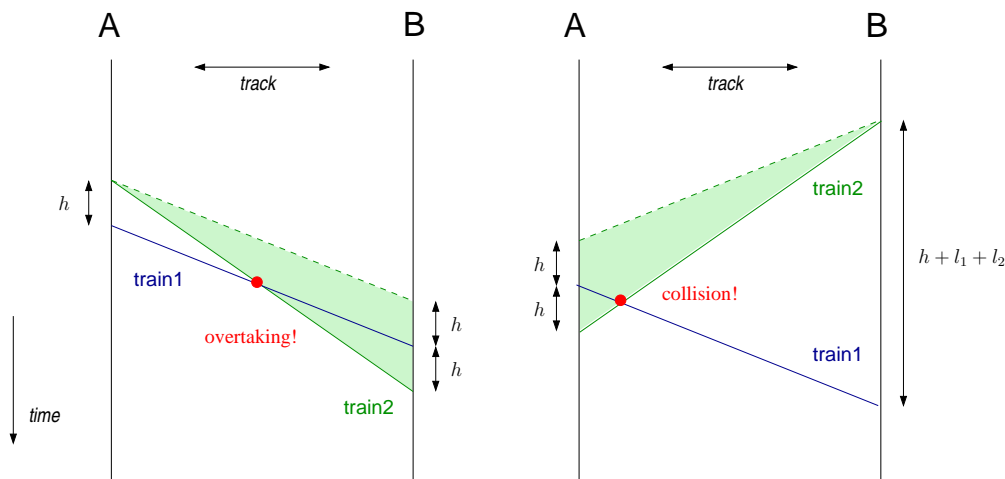 A
B
track
h
train1
overtaking!
h
h
train2
time
A
B
track
train2
h
h
collision!
h + l₁ + l₂
train1